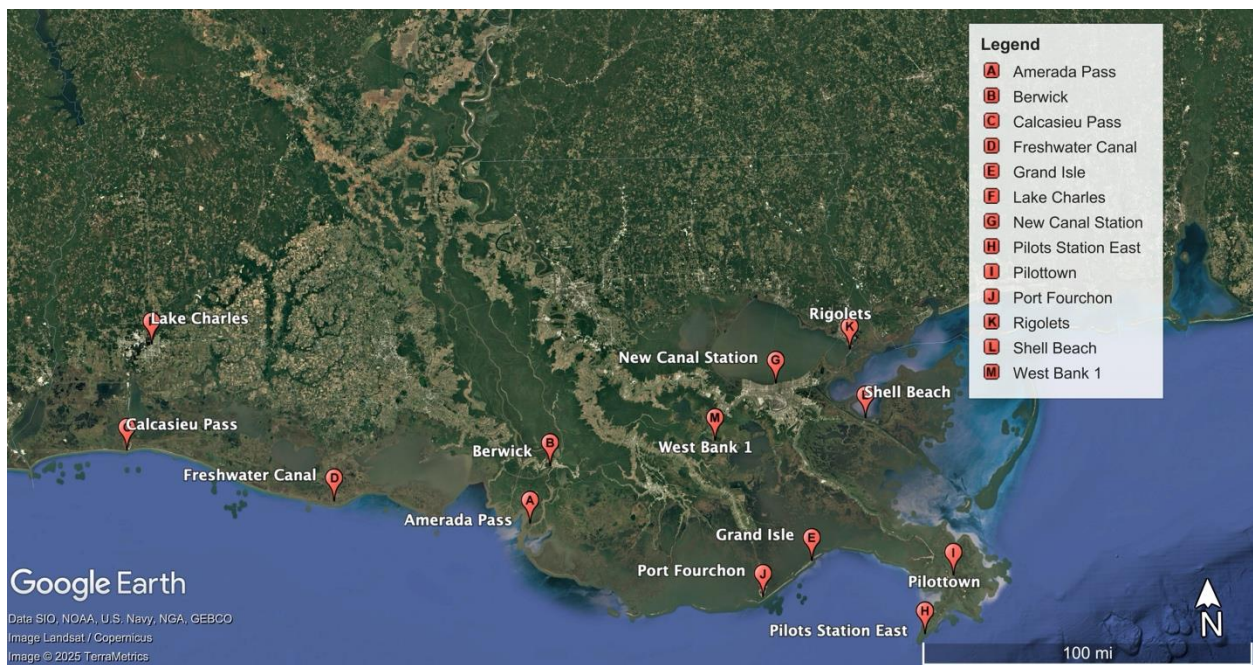 Legend
A Amerada Pass
B Berwick
C Calcasieu Pass
D Freshwater Canal
E Grand Isle
F Lake Charles
G New Canal Station
H Pilots Station East
I Pilottown
J Port Fourchon
K Rigolets
L Shell Beach
M West Bank 1
Lake Charles
Rigolets
K
New Canal Station G
Shell Beach
Calcasieu Pass
M
West Bank 1
Berwick B
Freshwater Canal D
A
Amerada Pass
Grand Isle E
Port Fourchon J
I
Pilottown
H
Pilots Station East
Google Earth
Data SIO, NOAA, U.S. Navy, NGA, GEBCO
Image Landsat / Copernicus
Image © 2025 TerraMetrics
N
100 mi